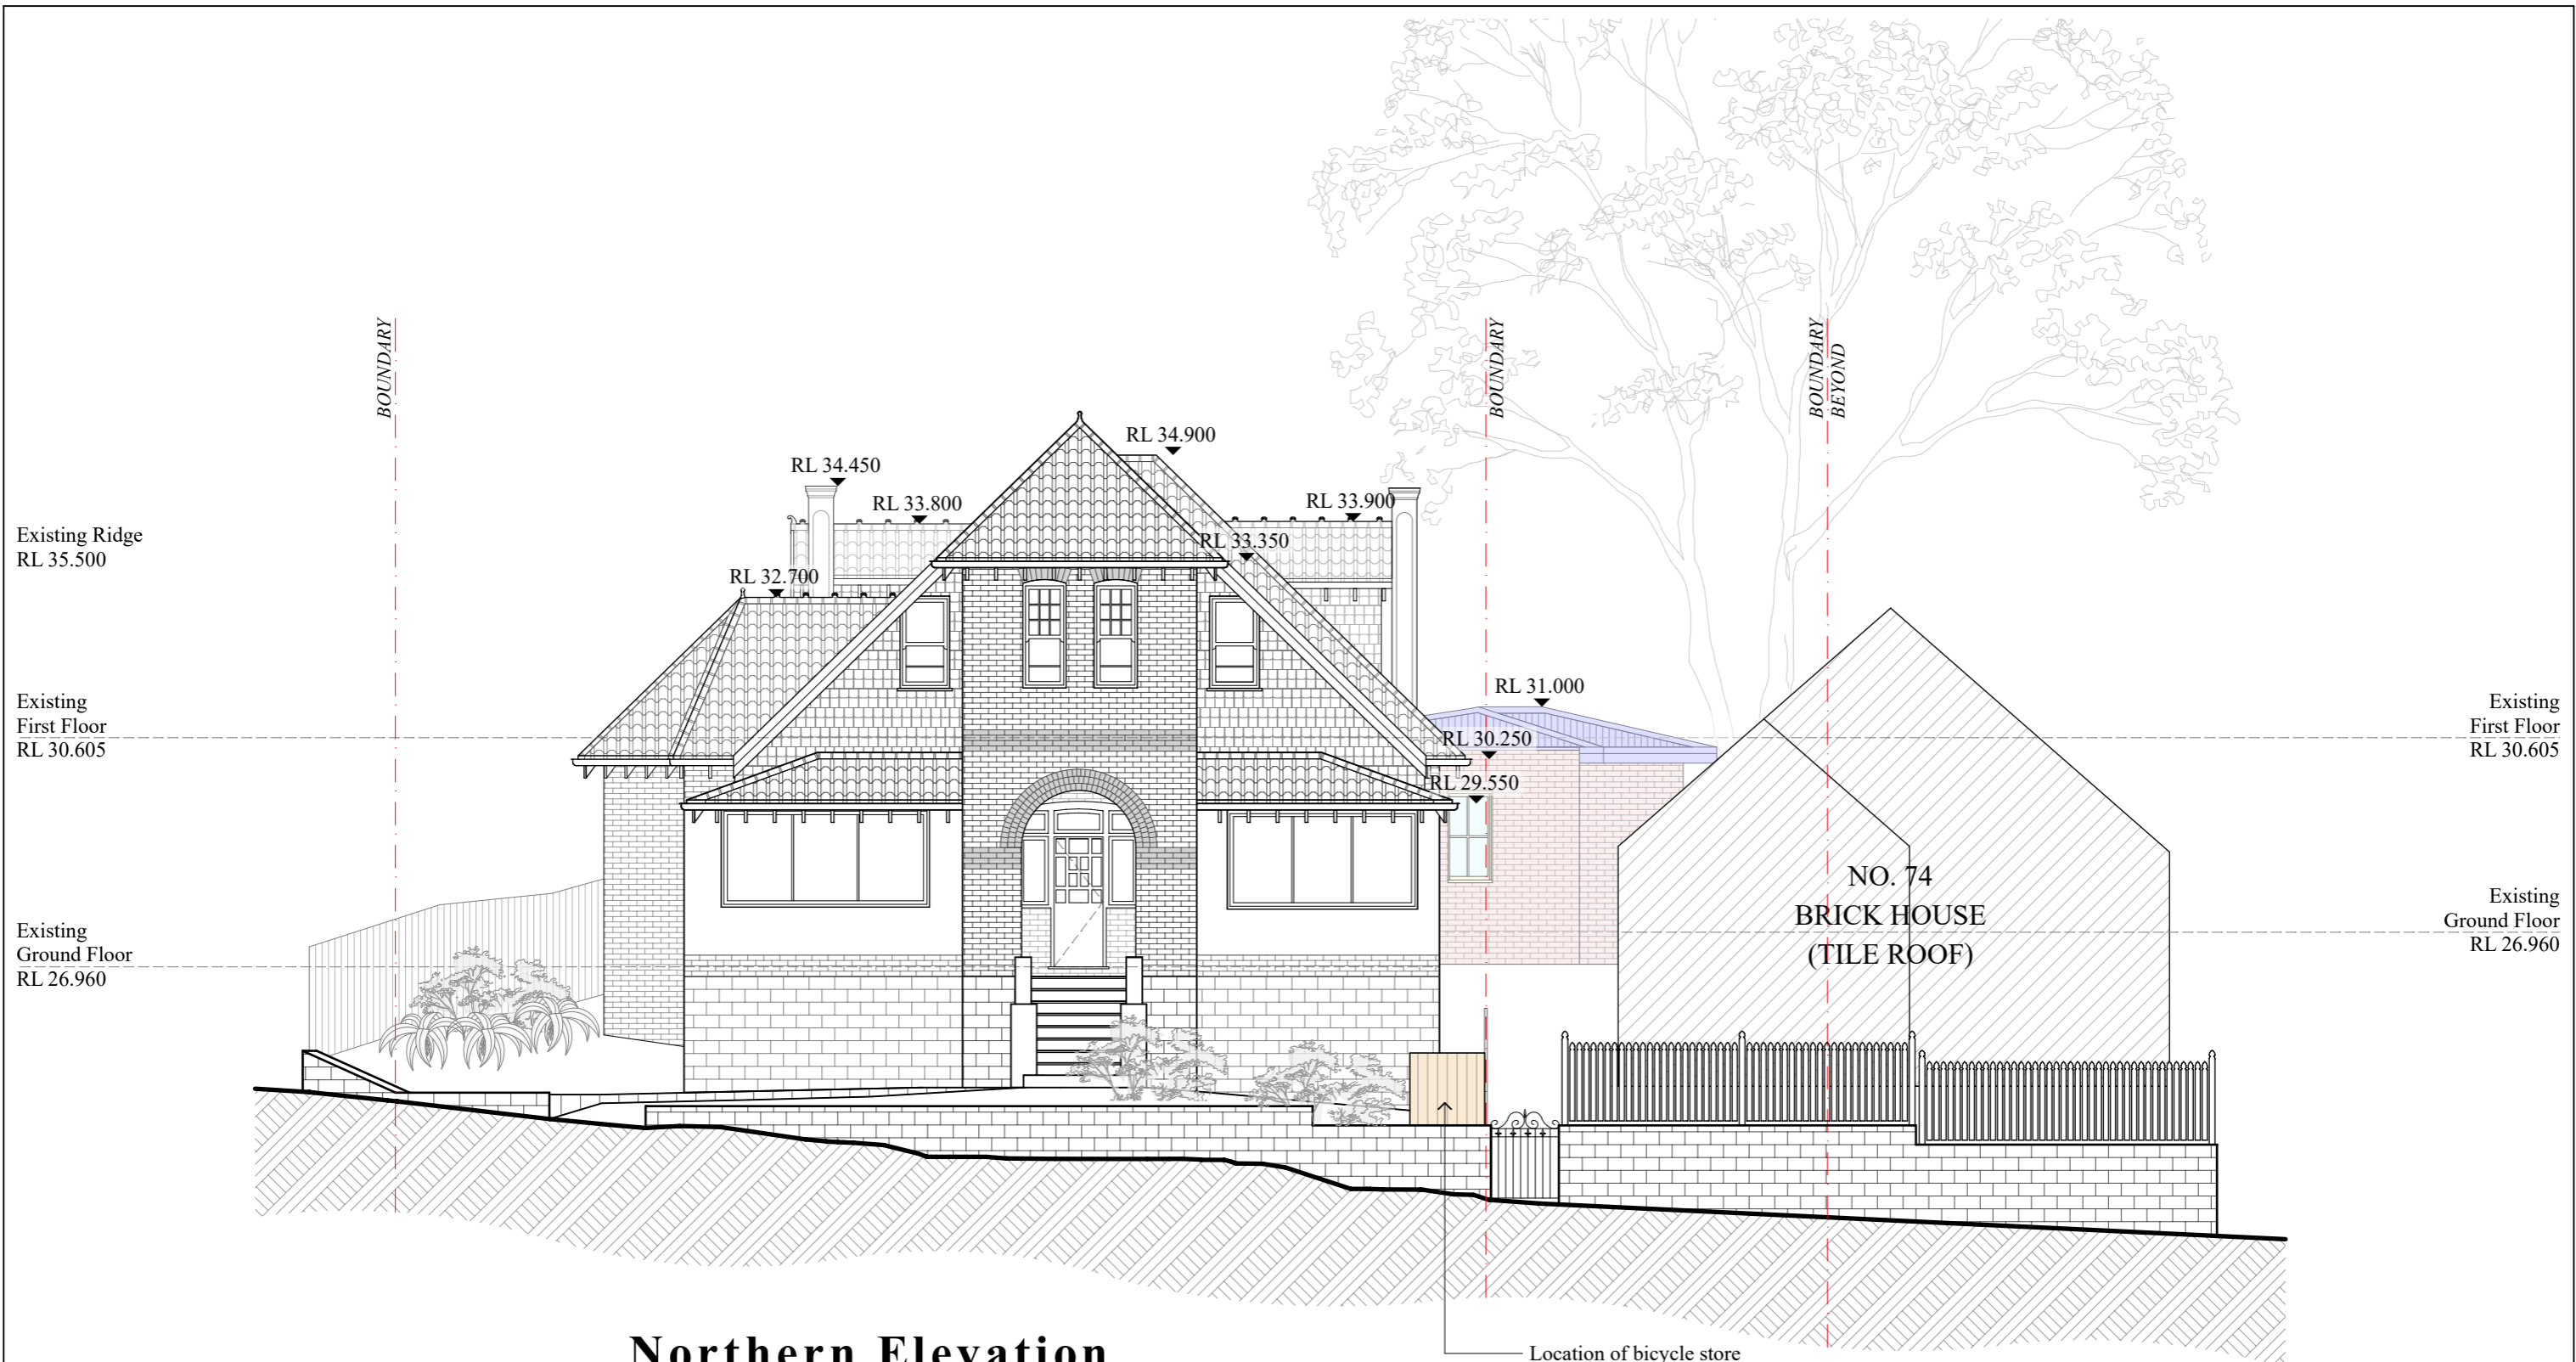 BOUNDARY
BOUNDARY
BOUNDARY
BEYOND
RL 34.900
RL 34.450
RL 33.800
RL 33.900
Existing Ridge
RL 35.500
RL 33.350
RL 32.700
RL 31.000
Existing
First Floor
RL 30.605
Existing
First Floor
RL 30.605
RL 30.250
RL 29.550
NO. 74
BRICK HOUSE
(TILE ROOF)
Existing
Ground Floor
RL 26.960
Existing
Ground Floor
RL 26.960
Northern Elevation
Location of bicycle store